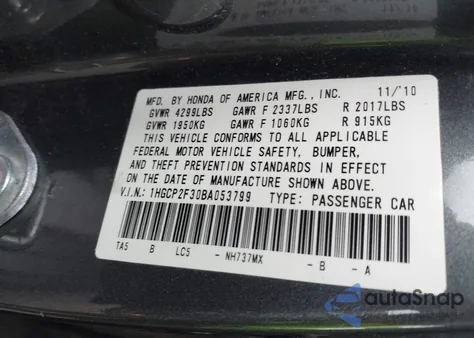 MFD. BY HONDA OF AMERICA MFG., INC. 11/'10
GVWR 4299LBS GAWR F 2337LBS R 2017LBS
GVWR 1950KG GAWR F 1060KG R 915KG
THIS VEHICLE CONFORMS TO ALL APPLICABLE
FEDERAL MOTOR VEHICLE SAFETY, BUMPER,
AND THEFT PREVENTION STANDARDS IN EFFECT
ON THE DATE OF MANUFACTURE SHOWN ABOVE.
V.I.N.: 1HGCP2F30BA053799 TYPE: PASSENGER CAR
TA5 B LC5 - NH737MX - B - A
autoSnap